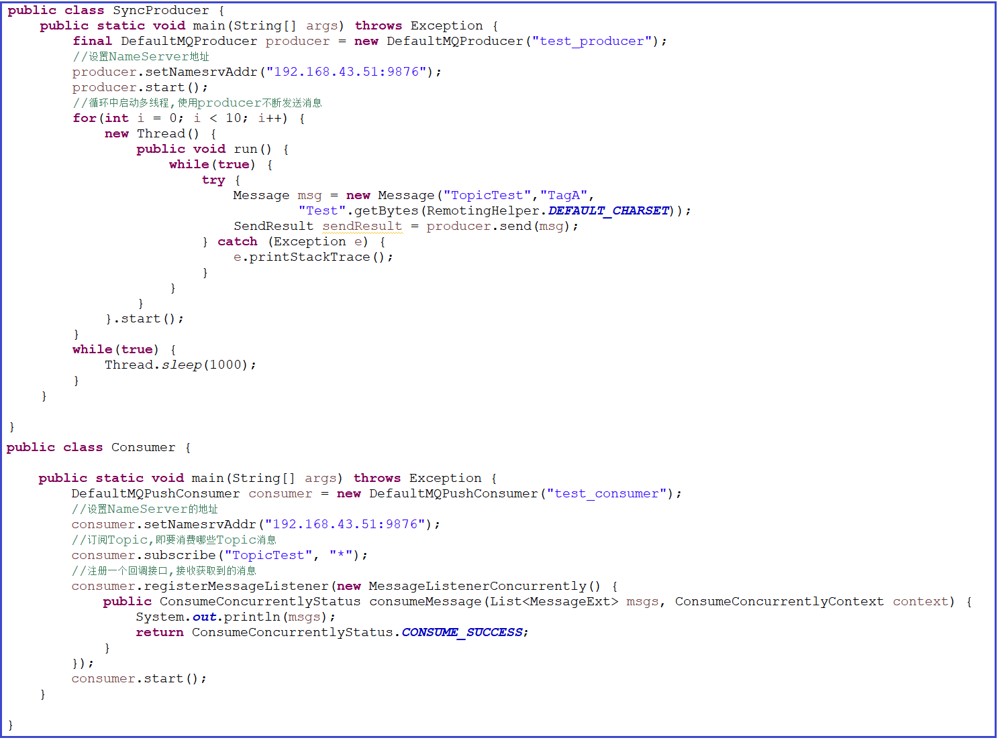 public class SyncProducer {
    public static void main(String[] args) throws Exception {
        final DefaultMQProducer producer = new DefaultMQProducer("test_producer");
        //设置NameServer地址
        producer.setNamesrvAddr("192.168.43.51:9876");
        producer.start();
        //循环中启动多线程,使用producer不断发送消息
        for(int i = 0; i < 10; i++) {
            new Thread() {
                public void run() {
                    while(true) {
                        try {
                            Message msg = new Message("TopicTest","TagA",
                                    "Test".getBytes(RemotingHelper.DEFAULT_CHARSET));
                            SendResult sendResult = producer.send(msg);
                        } catch (Exception e) {
                            e.printStackTrace();
                        }
                    }
                }
            }.start();
        }
        while(true) {
            Thread.sleep(1000);
        }
    }
}
public class Consumer {
    public static void main(String[] args) throws Exception {
        DefaultMQPushConsumer consumer = new DefaultMQPushConsumer("test_consumer");
        //设置NameServer的地址
        consumer.setNamesrvAddr("192.168.43.51:9876");
        //订阅Topic,即要消费哪些Topic消息
        consumer.subscribe("TopicTest", "*");
        //注册一个回调接口,接收获取到的消息
        consumer.registerMessageListener(new MessageListenerConcurrently() {
            public ConsumeConcurrentlyStatus consumeMessage(List<MessageExt> msgs, ConsumeConcurrentlyContext context) {
                System.out.println(msgs);
                return ConsumeConcurrentlyStatus.CONSUME_SUCCESS;
            }
        });
        consumer.start();
    }
}